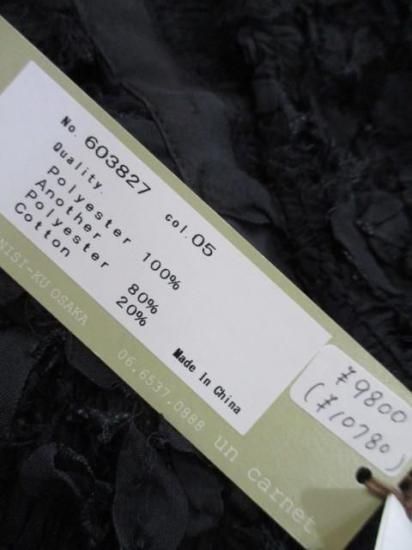 No. 603827 col.05
Quality.
Polyester 100%
Another
Polyester 80%
Cotton 20%
Made In China
NISI-KU OSAKA
06.6537.0888
un carnet
¥9800
(¥10780)